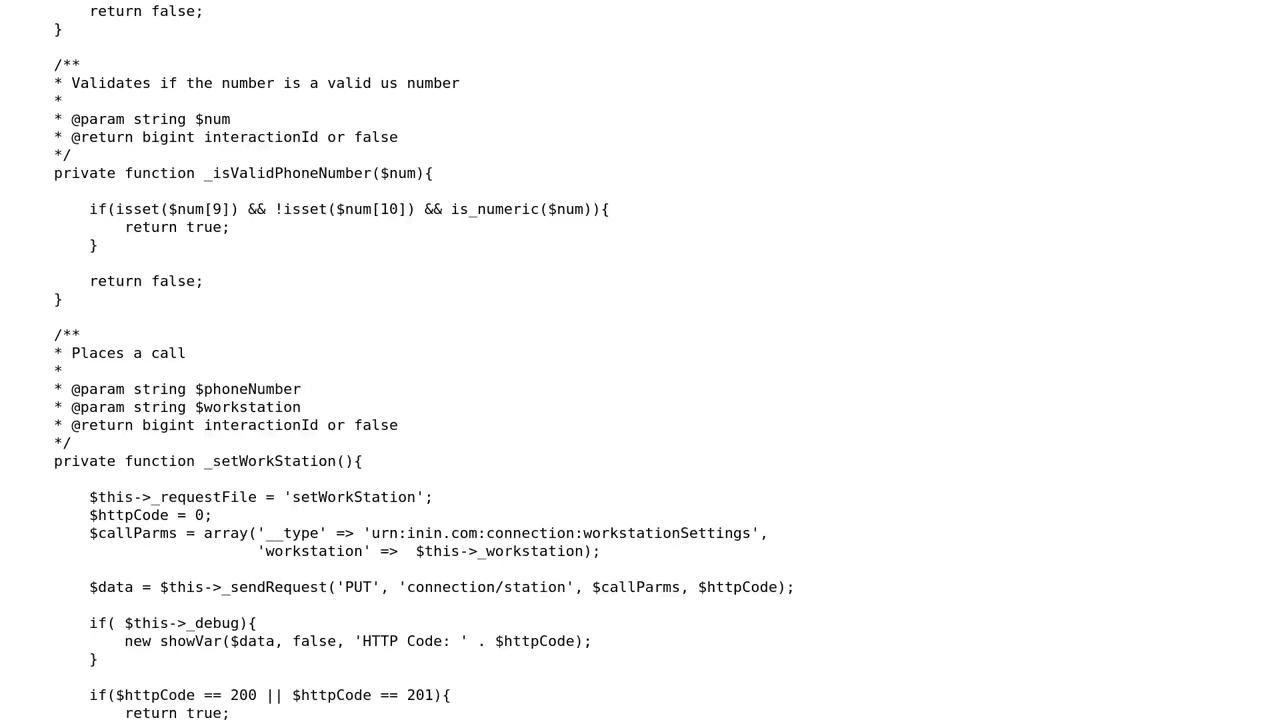 return false;
}
/**
* Validates if the number is a valid us number
*
* @param string $num
* @return bigint interactionId or false
*/
private function _isValidPhoneNumber($num){
if(isset($num[9]) && !isset($num[10]) && is_numeric($num)){
return true;
}
return false;
}
/**
* Places a call
*
* @param string $phoneNumber
* @param string $workstation
* @return bigint interactionId or false
*/
private function _setWorkStation(){
$this->_requestFile = 'setWorkStation';
$httpCode = 0;
$callParms = array('__type' => 'urn:inin.com:connection:workstationSettings',
'workstation' =>  $this->_workstation);
$data = $this->_sendRequest('PUT', 'connection/station', $callParms, $httpCode);
if( $this->_debug){
new showVar($data, false, 'HTTP Code: ' . $httpCode);
}
if($httpCode == 200 || $httpCode == 201){
return true;